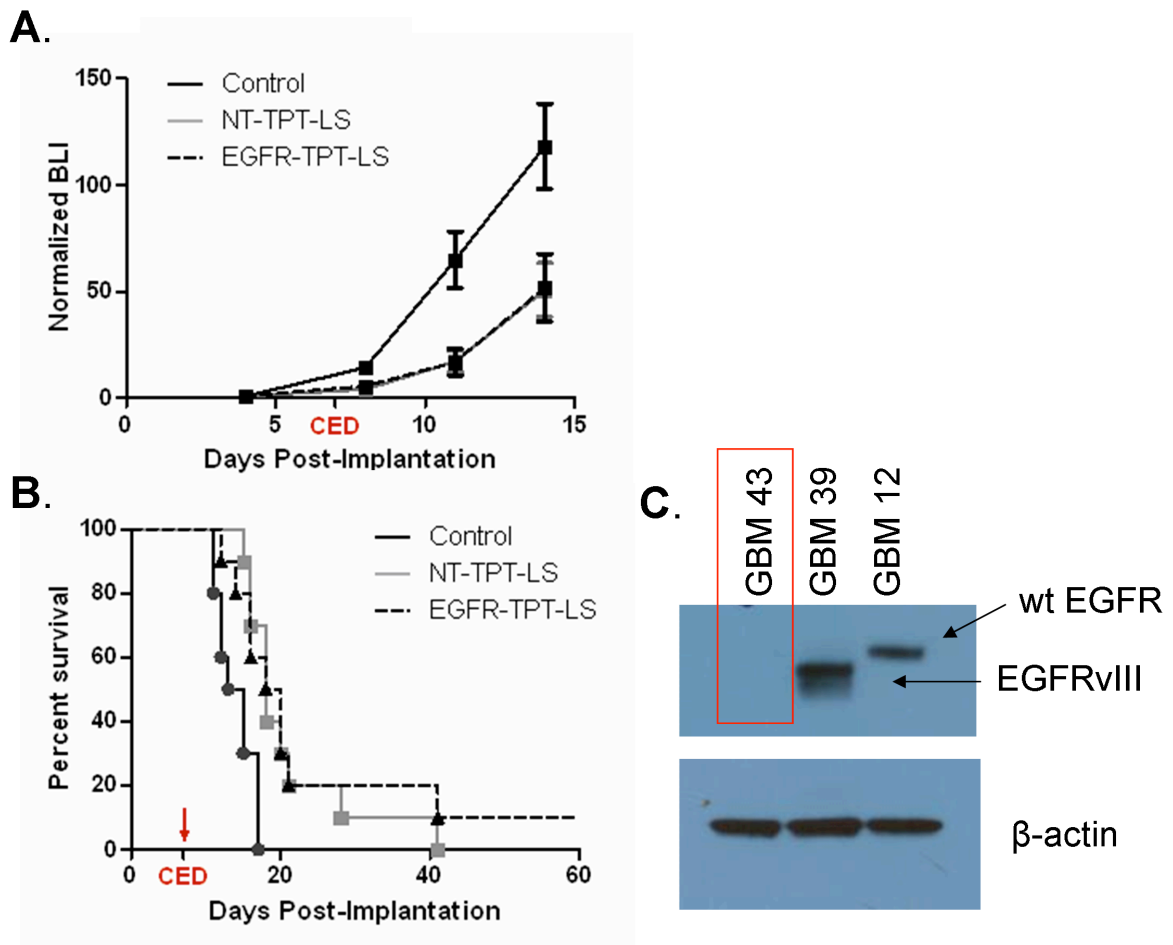 A.
150
100
50
0
Control
NT-TPT-LS
EGFR-TPT-LS
Normalized BLI
0 5 10 15
CED
Days Post-Implantation
B.
100
80
60
40
20
0
Control
NT-TPT-LS
EGFR-TPT-LS
Percent survival
0 20 40 60
CED
Days Post-Implantation
C.
GBM 43
GBM 39
GBM 12
wt EGFR
EGFRvIII
β-actin